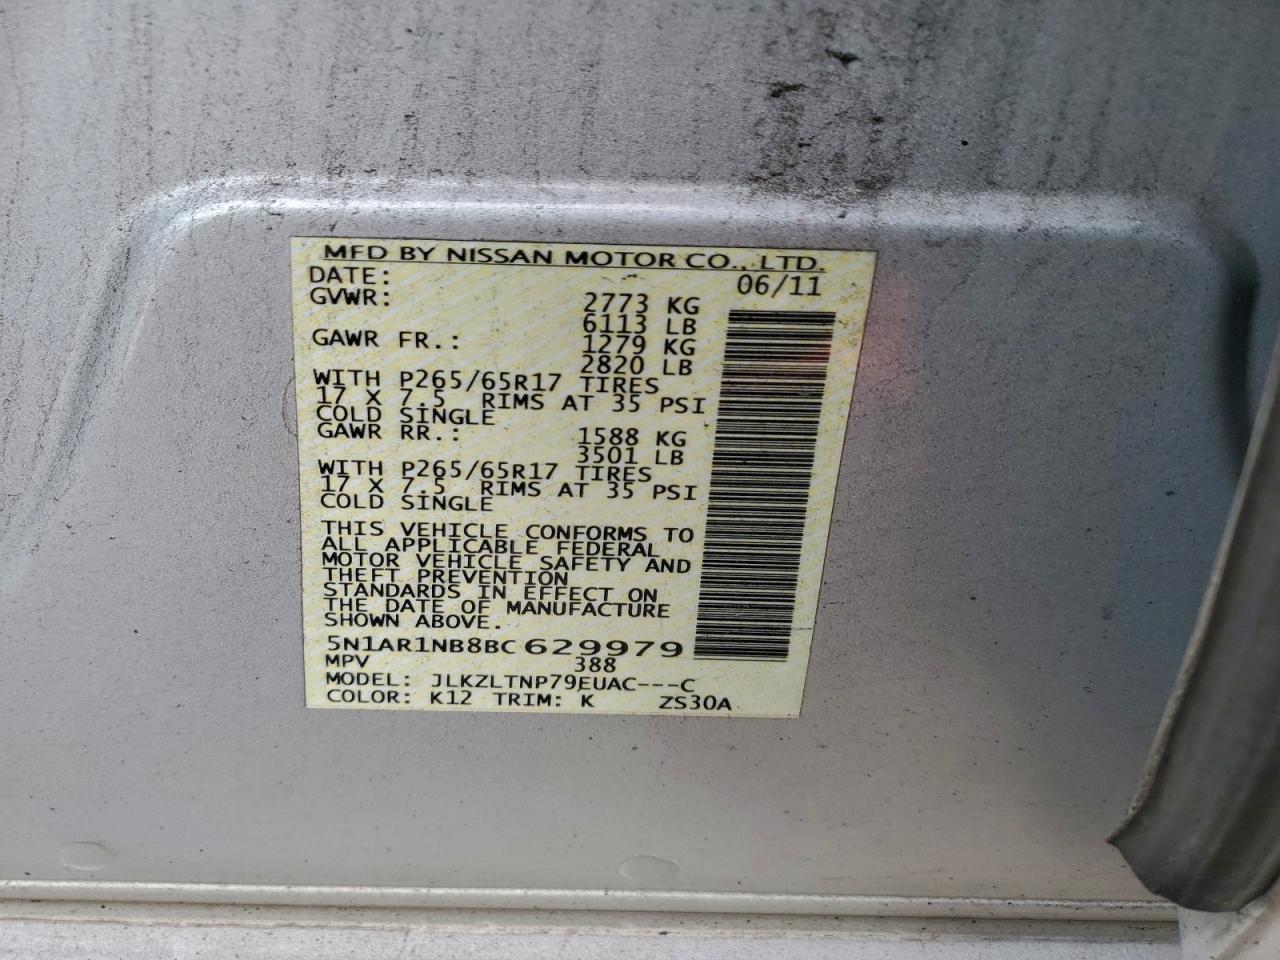 MFD BY NISSAN MOTOR CO., LTD.
DATE: 06/11
GVWR: 2773 KG
6113 LB
GAWR FR.: 1279 KG
2820 LB
WITH P265/65R17 TIRES
17 X 7.5 RIMS AT 35 PSI
COLD SINGLE
GAWR RR.: 1588 KG
3501 LB
WITH P265/65R17 TIRES
17 X 7.5 RIMS AT 35 PSI
COLD SINGLE
THIS VEHICLE CONFORMS TO
ALL APPLICABLE FEDERAL
MOTOR VEHICLE SAFETY AND
THEFT PREVENTION
STANDARDS IN EFFECT ON
THE DATE OF MANUFACTURE
SHOWN ABOVE.
5N1AR1NB8BC629979
MPV 388
MODEL: JLKZLTNP79EUAC---C
COLOR: K12 TRIM: K ZS30A